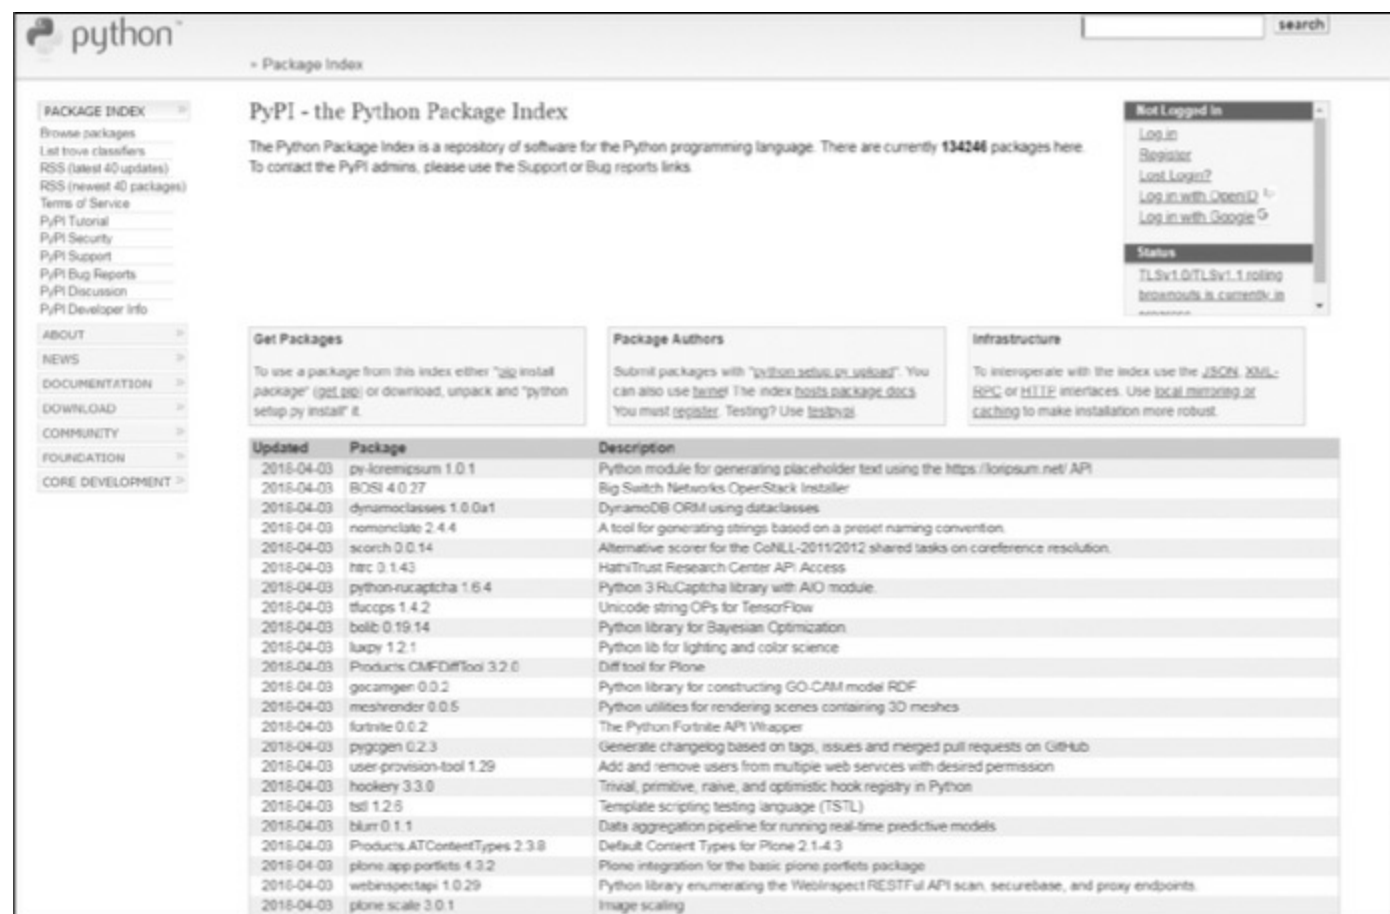 python™
search
» Package Index
PACKAGE INDEX »
Browse packages
List trove classifiers
RSS (latest 40 updates)
RSS (newest 40 packages)
Terms of Service
PyPI Tutorial
PyPI Security
PyPI Support
PyPI Bug Reports
PyPI Discussion
PyPI Developer Info
ABOUT »
NEWS »
DOCUMENTATION »
DOWNLOAD »
COMMUNITY »
FOUNDATION »
CORE DEVELOPMENT »
PyPI - the Python Package Index
The Python Package Index is a repository of software for the Python programming language. There are currently 134246 packages here.
To contact the PyPI admins, please use the Support or Bug reports links.
Not Logged In
Log in
Register
Lost Login?
Log in with OpenID
Log in with Google G
Status
TLSv1.0/TLSv1.1 rolling
brownouts is currently in
Get Packages
To use a package from this index either "pip install
package" (get pip) or download, unpack and "python
setup.py install" it.
Package Authors
Submit packages with "python setup.py upload". You
can also use twine! The index hosts package docs.
You must register. Testing? Use testpypi.
Infrastructure
To interoperate with the index use the JSON, XML-
RPC or HTTP interfaces. Use local mirroring or
caching to make installation more robust.
Updated Package Description
2018-04-03 py-loremipsum 1.0.1 Python module for generating placeholder text using the https://loripsum.net/ API
2018-04-03 BOSI 4.0.27 Big Switch Networks OpenStack Installer
2018-04-03 dynamoclasses 1.0.0a1 DynamoDB ORM using dataclasses
2018-04-03 nomenclate 2.4.4 A tool for generating strings based on a preset naming convention.
2018-04-03 scorch 0.0.14 Alternative scorer for the CoNLL-2011/2012 shared tasks on coreference resolution.
2018-04-03 htrc 0.1.43 HathiTrust Research Center API Access
2018-04-03 python-rucaptcha 1.6.4 Python 3 RuCaptcha library with AIO module.
2018-04-03 1.4.2 Unicode string OPs for TensorFlow
2018-04-03 bolib 0.19.14 Python library for Bayesian Optimization.
2018-04-03 luxpy 1.2.1 Python lib for lighting and color science
2018-04-03 Products.CMFDiffTool 3.2.0 Diff tool for Plone
2018-04-03 gocamgen 0.0.2 Python library for constructing GO-CAM model RDF
2018-04-03 meshrender 0.0.5 Python utilities for rendering scenes containing 3D meshes
2018-04-03 fortnite 0.0.2 The Python Fortnite API Wrapper
2018-04-03 pygcgen 0.2.3 Generate changelog based on tags, issues and merged pull requests on GitHub
2018-04-03 user-provision-tool 1.29 Add and remove users from multiple web services with desired permission
2018-04-03 hookery 3.3.0 Trivial, primitive, naive, and optimistic hook registry in Python
2018-04-03 tstl 1.2.6 Template scripting testing language (TSTL)
2018-04-03 blurr 0.1.1 Data aggregation pipeline for running real-time predictive models
2018-04-03 Products.ATContentTypes 2.3.8 Default Content Types for Plone 2.1-4.3
2018-04-03 plone.app.portlets 4.3.2 Plone integration for the basic plone.portlets package
2018-04-03 webinspectapi 1.0.29 Python library enumerating the WebInspect RESTFul API scan, securebase, and proxy endpoints.
2018-04-03 plone.scale 3.0.1 Image scaling